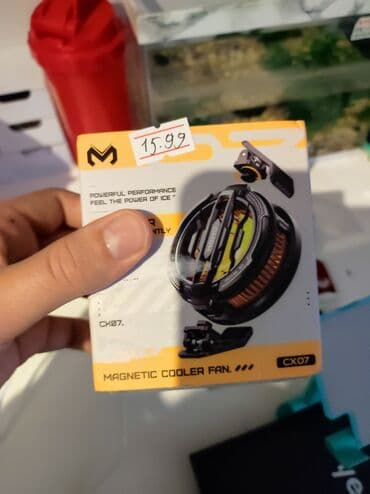 15.99
POWERFUL PERFORMANCE
FEEL THE POWER OF ICE"
CX07.
MAGNETIC COOLER FAN.
CX07